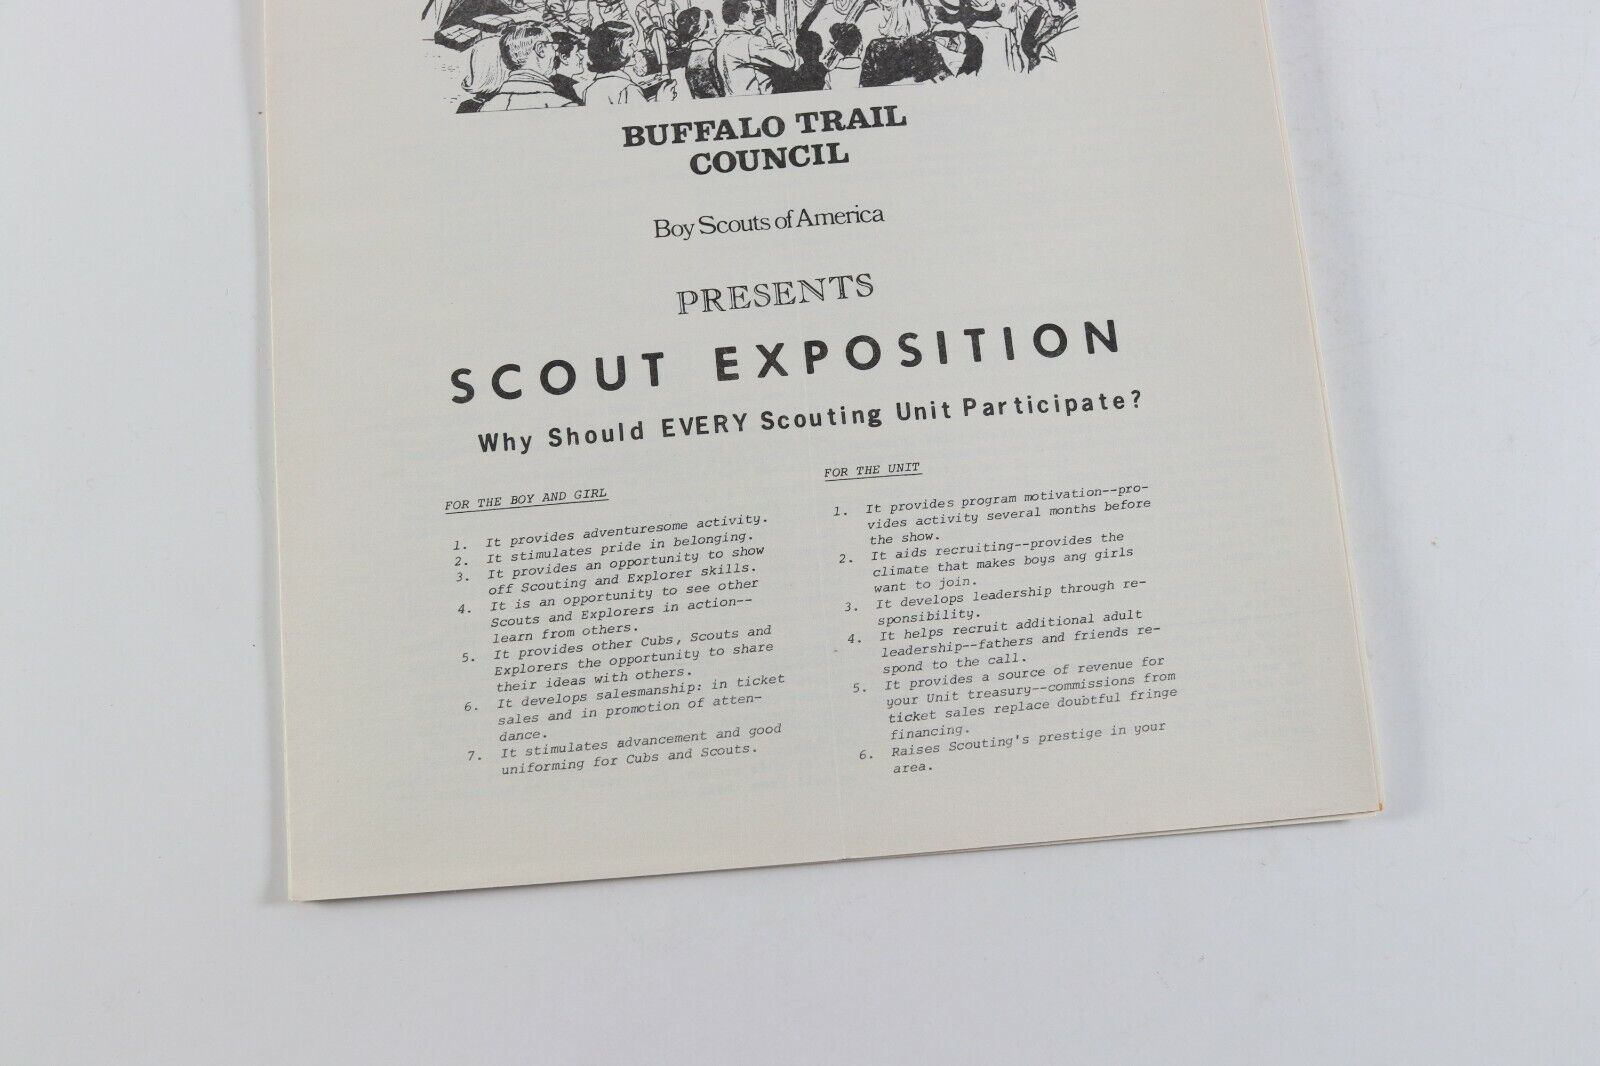 BUFFALO TRAIL
COUNCIL
Boy Scouts of America
PRESENTS
SCOUT EXPOSITION
Why Should EVERY Scouting Unit Participate?
FOR THE BOY AND GIRL
1. It provides adventuresome activity.
2. It stimulates pride in belonging.
3. It provides an opportunity to show
off Scouting and Explorer skills.
4. It is an opportunity to see other
Scouts and Explorers in action--
learn from others.
5. It provides other Cubs, Scouts and
Explorers the opportunity to share
their ideas with others.
6. It develops salesmanship: in ticket
sales and in promotion of atten-
dance.
7. It stimulates advancement and good
uniforming for Cubs and Scouts.
FOR THE UNIT
1. It provides program motivation--pro-
vides activity several months before
the show.
2. It aids recruiting--provides the
climate that makes boys ang girls
want to join.
3. It develops leadership through re-
sponsibility.
4. It helps recruit additional adult
leadership--fathers and friends re-
spond to the call.
5. It provides a source of revenue for
your Unit treasury--commissions from
ticket sales replace doubtful fringe
financing.
6. Raises Scouting's prestige in your
area.